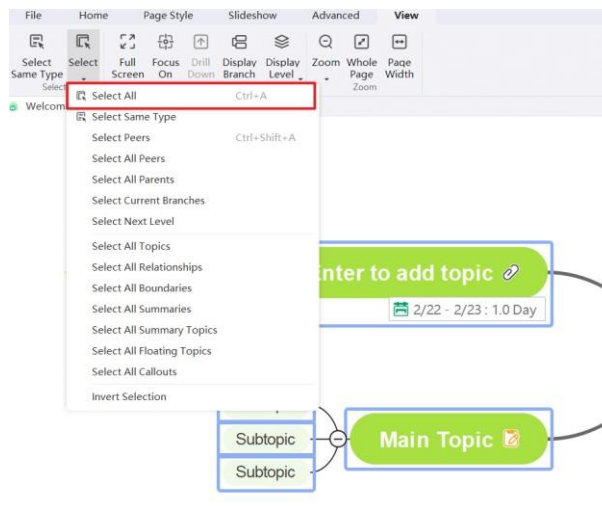 File Home Page Style Slideshow Advanced View
Select Same Type
Select
Full Screen
Focus On
Drill Down
Display Branch
Display Level
Zoom
Whole Page
Page Width
Select
Zoom
Welcom
Select All Ctrl+A
Select Same Type
Select Peers Ctrl+Shift+A
Select All Peers
Select All Parents
Select Current Branches
Select Next Level
Select All Topics
Select All Relationships
Select All Boundaries
Select All Summaries
Select All Summary Topics
Select All Floating Topics
Select All Callouts
Invert Selection
Enter to add topic
2/22 - 2/23 : 1.0 Day
Main Topic
Subtopic
Subtopic